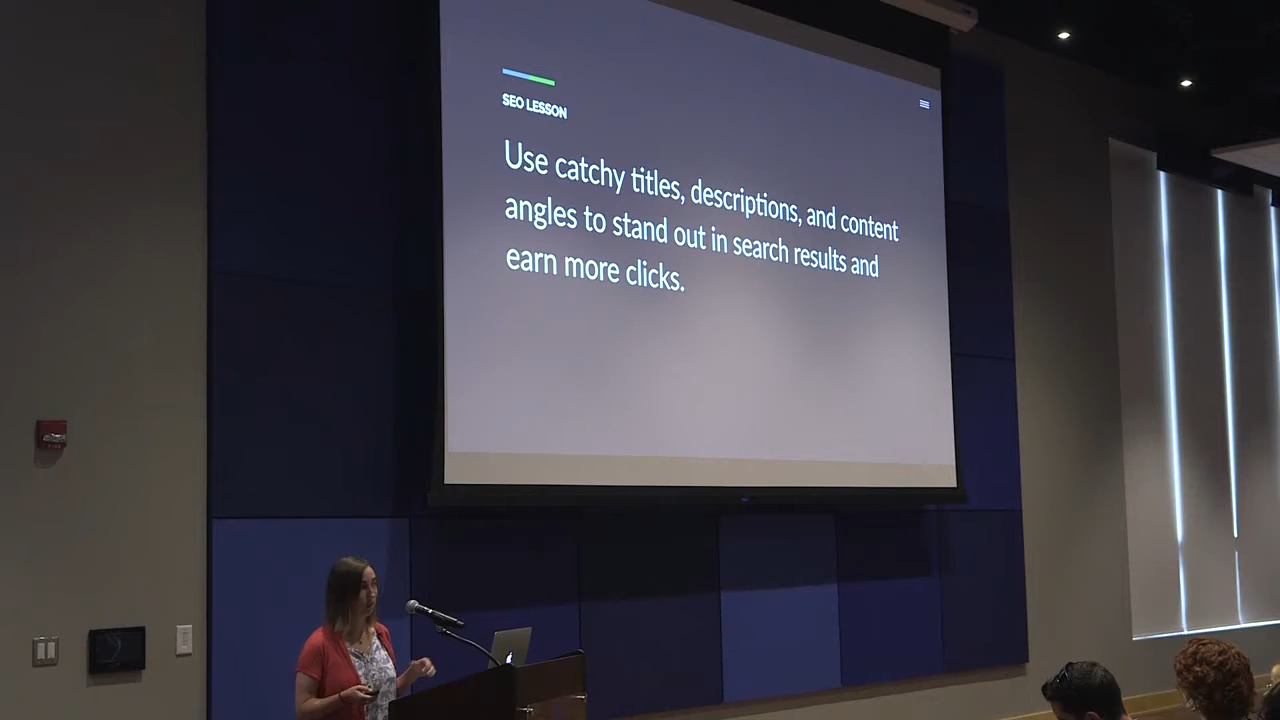 SEO LESSON
Use catchy titles, descriptions, and content
angles to stand out in search results and
earn more clicks.